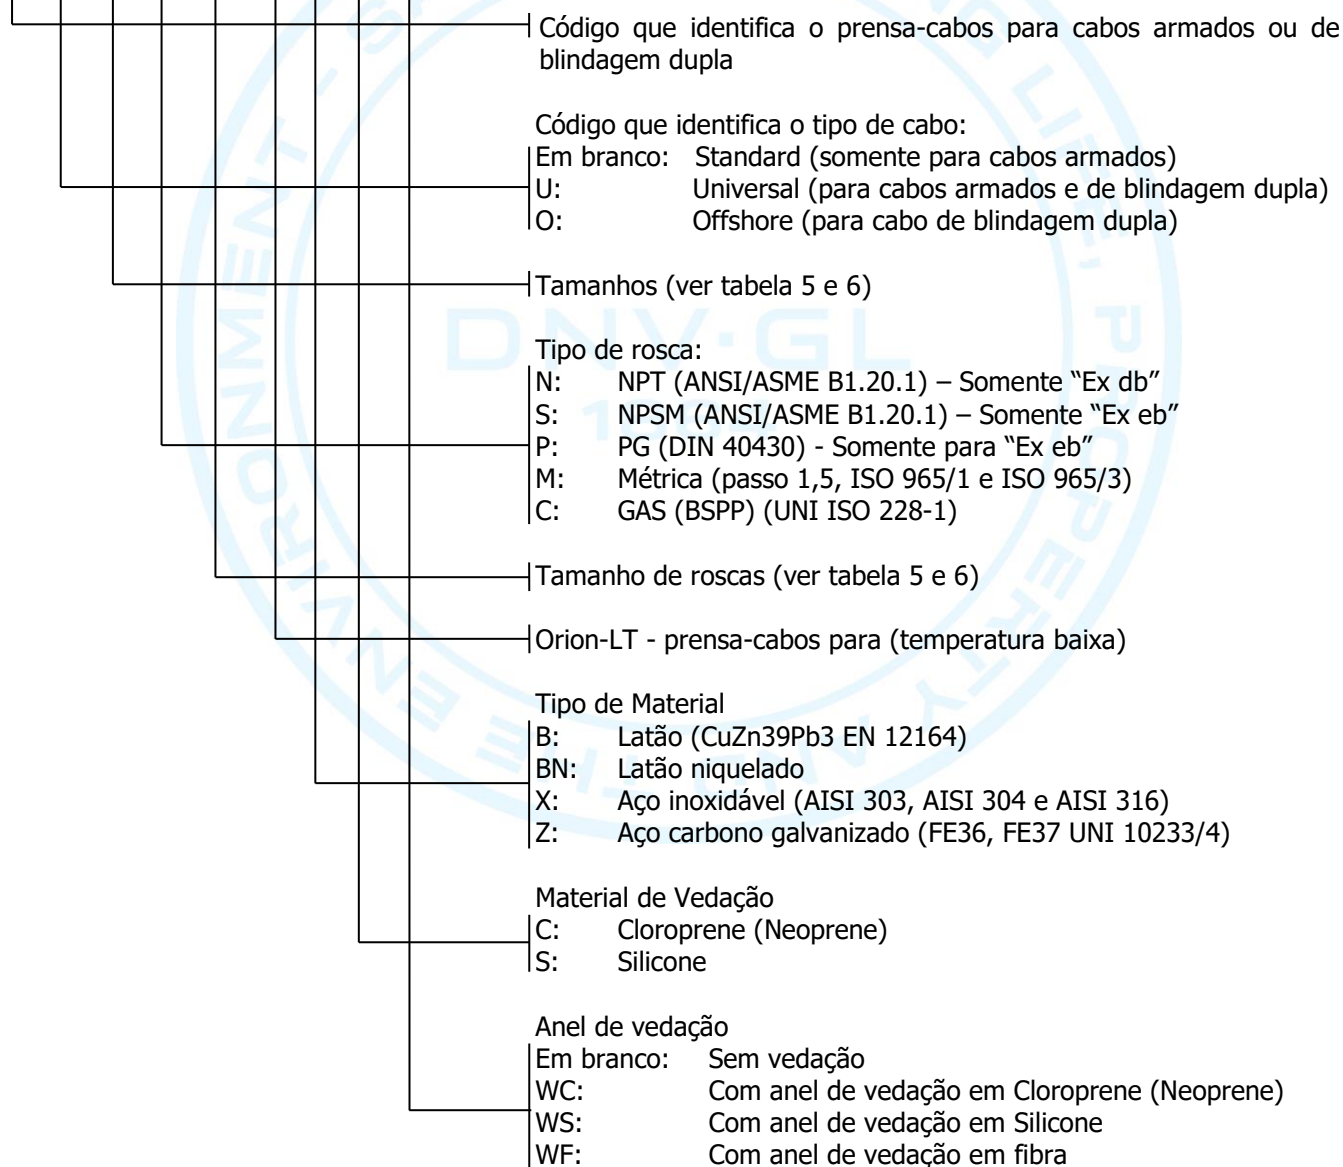 Código que identifica o prensa-cabos para cabos armados ou de
blindagem dupla
Código que identifica o tipo de cabo:
Em branco: Standard (somente para cabos armados)
U: Universal (para cabos armados e de blindagem dupla)
O: Offshore (para cabo de blindagem dupla)
Tamanhos (ver tabela 5 e 6)
DNV·GL
Tipo de rosca:
N: NPT (ANSI/ASME B1.20.1) – Somente “Ex db”
S: NPSM (ANSI/ASME B1.20.1) – Somente “Ex eb”
P: PG (DIN 40430) - Somente para “Ex eb”
M: Métrica (passo 1,5, ISO 965/1 e ISO 965/3)
C: GAS (BSPP) (UNI ISO 228-1)
Tamanho de roscas (ver tabela 5 e 6)
Orion-LT - prensa-cabos para (temperatura baixa)
Tipo de Material
B: Latão (CuZn39Pb3 EN 12164)
BN: Latão niquelado
X: Aço inoxidável (AISI 303, AISI 304 e AISI 316)
Z: Aço carbono galvanizado (FE36, FE37 UNI 10233/4)
Material de Vedação
C: Cloroprene (Neoprene)
S: Silicone
Anel de vedação
Em branco: Sem vedação
WC: Com anel de vedação em Cloroprene (Neoprene)
WS: Com anel de vedação em Silicone
WF: Com anel de vedação em fibra
LIFE, PROPERTY AND THE ENVIRONMENT